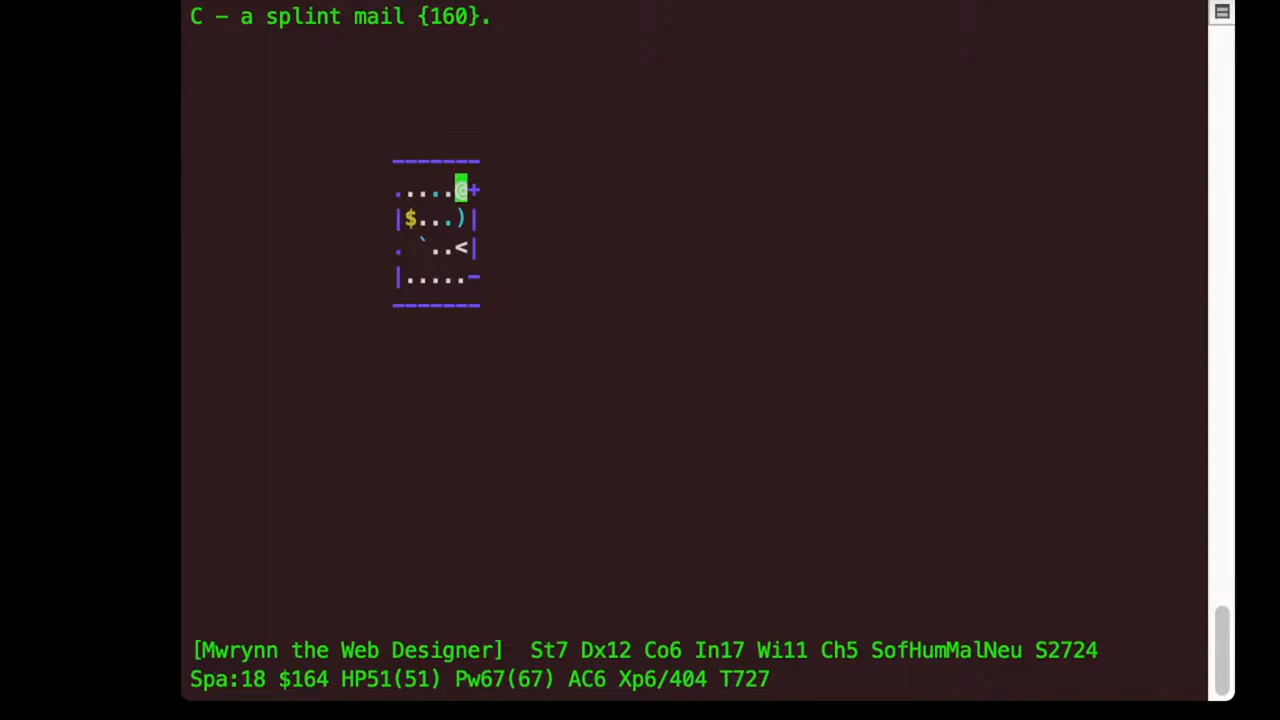 C - a splint mail {160}.
-------
.....@+
|$...)|
. `..<|
|.....-
-------
[Mwrynn the Web Designer]  St7 Dx12 Co6 In17 Wi11 Ch5 SofHumMalNeu S2724
Spa:18 $164 HP51(51) Pw67(67) AC6 Xp6/404 T727